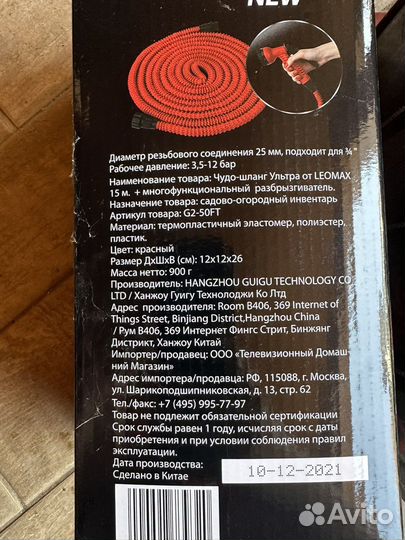 NEW
Диаметр резьбового соединения 25 мм, подходит для ¾"
Рабочее давление: 3,5-12 бар
Наименование товара: Чудо-шланг Ультра от LEOMAX
15 м. + многофункциональный разбрызгиватель.
Назначение товара: садово-огородный инвентарь
Артикул товара: G2-50FT
Материал: термопластичный эластомер, полиэстер,
пластик.
Цвет: красный
Размер ДхШхВ (см): 12х12х26
Масса нетто: 900 г
Производитель: HANGZHOU GUIGU TECHNOLOGY CO
LTD / Ханжоу Гуигу Технолоджи Ко Лтд
Адрес производителя: Room B406, 369 Internet of
Things Street, Binjiang District,Hangzhou China
/ Рум B406, 369 Интернет Фингс Стрит, Бинжянг
Дистрикт, Ханжоу Китай
Импортер/продавец: ООО «Телевизионный Домаш-
ний Магазин»
Адрес импортера/продавца: РФ, 115088, г. Москва,
ул. Шарикоподшипниковская, д. 13, стр. 62
Тел./факс: +7 (495) 995-77-97
Товар не подлежит обязательной сертификации
Срок службы равен 1 году, исчисляя срок с даты
приобретения и при условии соблюдения правил
эксплуатации.
Дата производства: 10-12-2021
Сделано в Китае
Avito